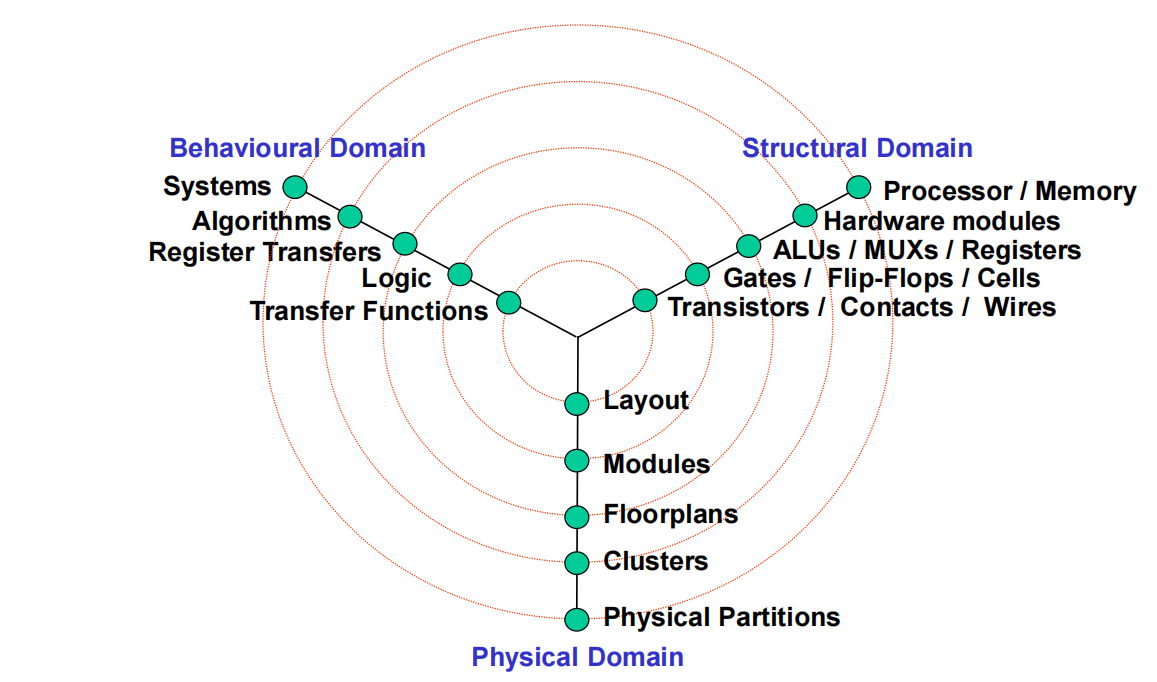 Behavioural Domain
Structural Domain
Systems
Algorithms
Register Transfers
Logic
Transfer Functions
Processor / Memory
Hardware modules
ALUs / MUXs / Registers
Gates / Flip-Flops / Cells
Transistors / Contacts / Wires
Layout
Modules
Floorplans
Clusters
Physical Partitions
Physical Domain